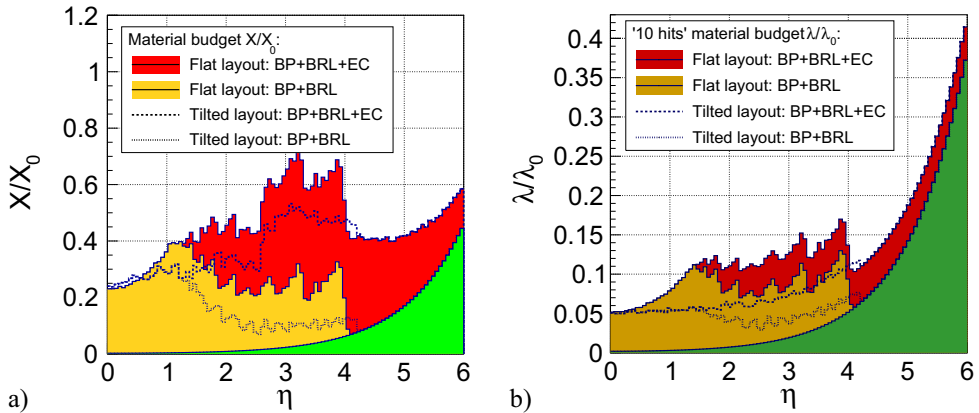 1.2
1
0.8
0.6
0.4
0.2
0
X/X0
Material budget X/X0:
Flat layout: BP+BRL+EC
Flat layout: BP+BRL
Tilted layout: BP+BRL+EC
Tilted layout: BP+BRL
0 1 2 3 4 5 6
η
a)
0.4
0.35
0.3
0.25
0.2
0.15
0.1
0.05
0
λ/λ0
'10 hits' material budget λ/λ0:
Flat layout: BP+BRL+EC
Flat layout: BP+BRL
Tilted layout: BP+BRL+EC
Tilted layout: BP+BRL
0 1 2 3 4 5 6
η
b)